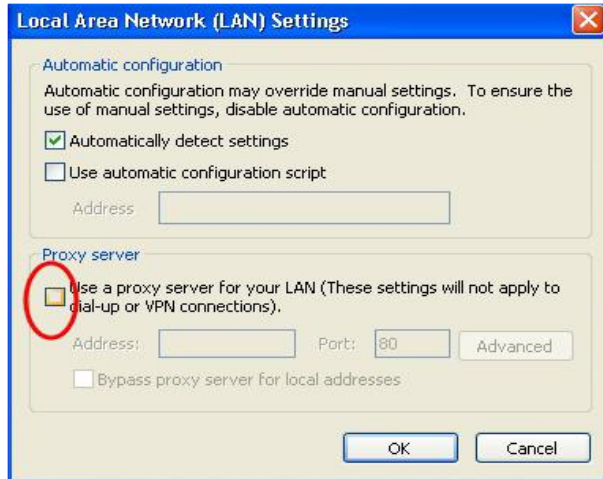 Local Area Network (LAN) Settings
Automatic configuration
Automatic configuration may override manual settings. To ensure the
use of manual settings, disable automatic configuration.
Automatically detect settings
Use automatic configuration script
Address
Proxy server
Use a proxy server for your LAN (These settings will not apply to
dial-up or VPN connections).
Address: Port: 80 Advanced
Bypass proxy server for local addresses
OK Cancel